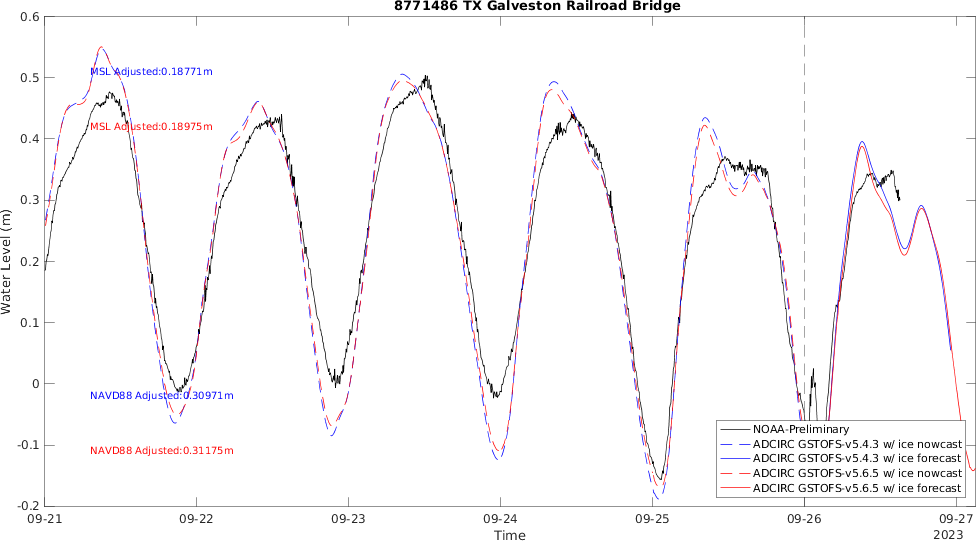 8771486 TX Galveston Railroad Bridge
0.6
0.5
0.4
0.3
0.2
0.1
0
-0.1
-0.2
Water Level (m)
MSL Adjusted:0.18771m
MSL Adjusted:0.18975m
NAVD88 Adjusted:0.30971m
NAVD88 Adjusted:0.31175m
NOAA-Preliminary
ADCIRC GSTOFS-v5.4.3 w/ ice nowcast
ADCIRC GSTOFS-v5.4.3 w/ ice forecast
ADCIRC GSTOFS-v5.6.5 w/ ice nowcast
ADCIRC GSTOFS-v5.6.5 w/ ice forecast
09-21 09-22 09-23 09-24 09-25 09-26 09-27
Time
2023